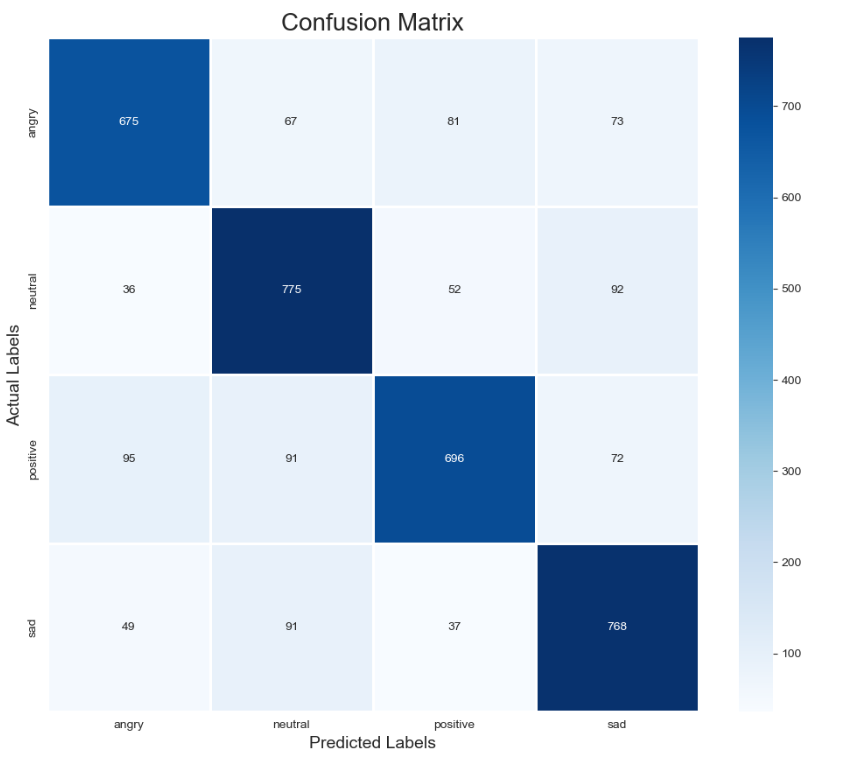 Confusion Matrix
angry 675 67 81 73
neutral 36 775 52 92
positive 95 91 696 72
sad 49 91 37 768
angry neutral positive sad
Predicted Labels
Actual Labels
700
600
500
400
300
200
100